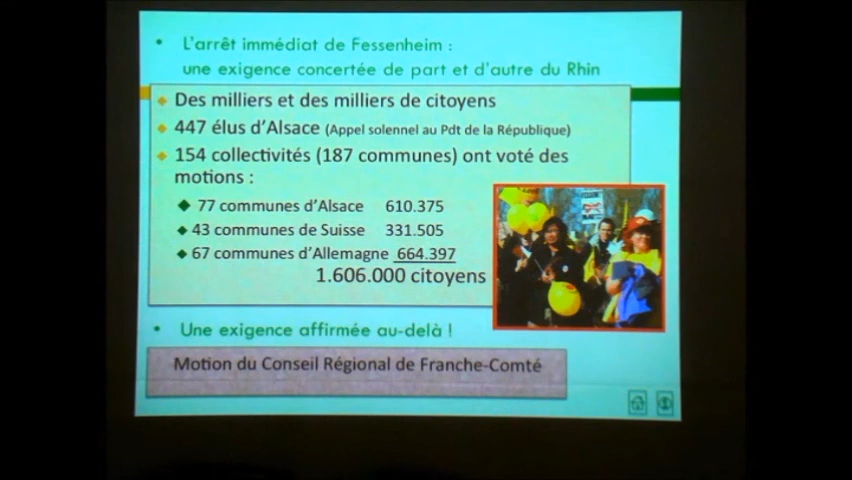 • L'arrêt immédiat de Fessenheim :
une exigence concertée de part et d'autre du Rhin
Des milliers et des milliers de citoyens
447 élus d'Alsace (Appel solennel au Pdt de la République)
154 collectivités (187 communes) ont voté des
motions :
77 communes d'Alsace 610.375
43 communes de Suisse 331.505
67 communes d'Allemagne 664.397
1.606.000 citoyens
• Une exigence affirmée au-delà !
Motion du Conseil Régional de Franche-Comté